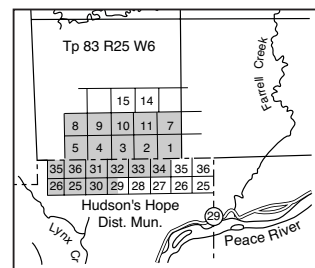 Tp 83 R25 W6
Farrell Creek
15 14
8 9 10 11 7
5 4 3 2 1
35 36 31 32 33 34 35 36
26 25 30 29 28 27 26 25
Hudson's Hope
Dist. Mun.
29
Lynx Cr
Peace River